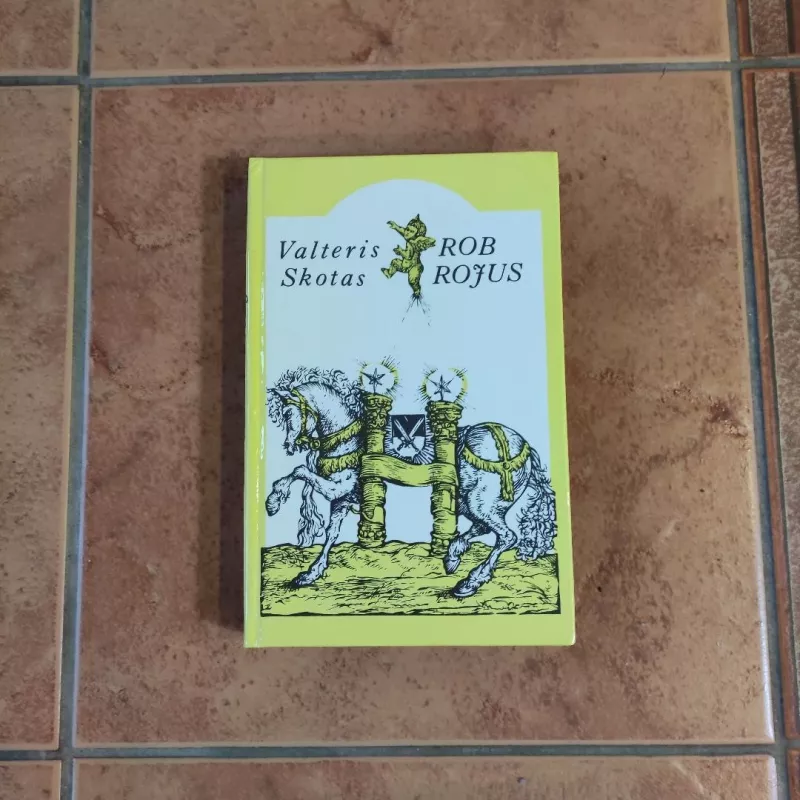 Valteris
Skotas
ROB
ROJUS